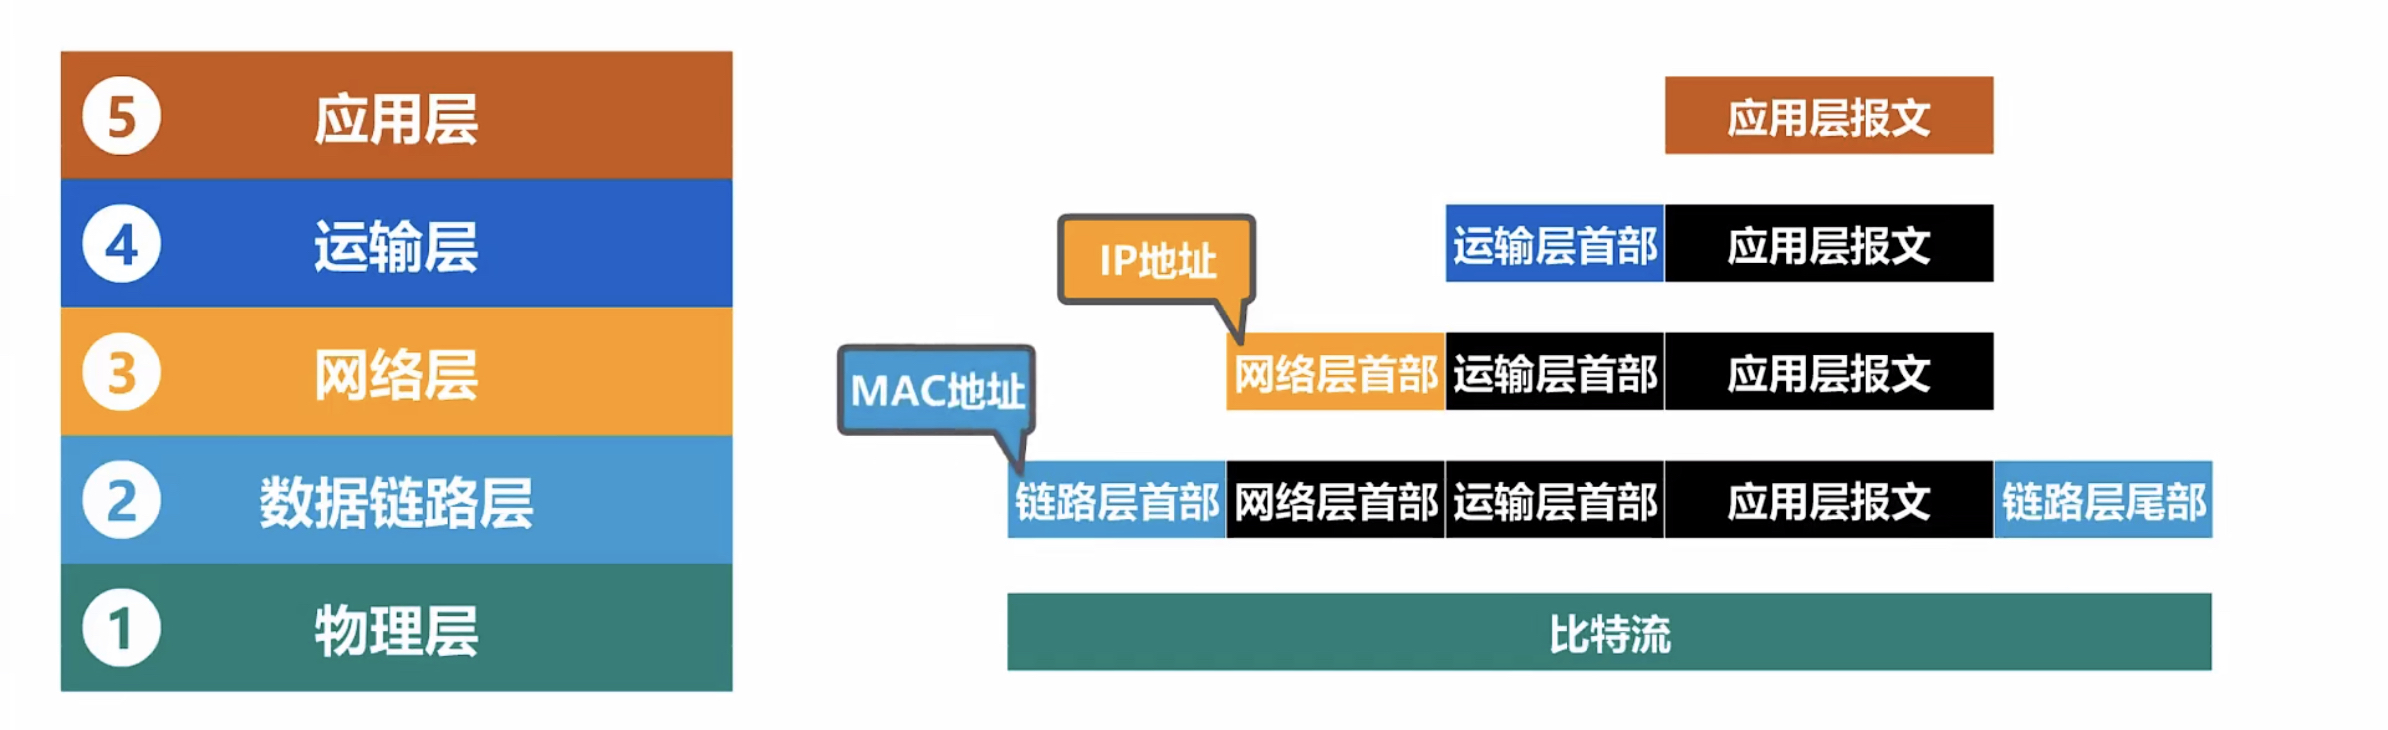 5 应用层 应用层报文
4 运输层 运输层首部 应用层报文
IP地址
3 网络层 网络层首部 运输层首部 应用层报文
MAC地址
2 数据链路层 链路层首部 网络层首部 运输层首部 应用层报文 链路层尾部
1 物理层 比特流